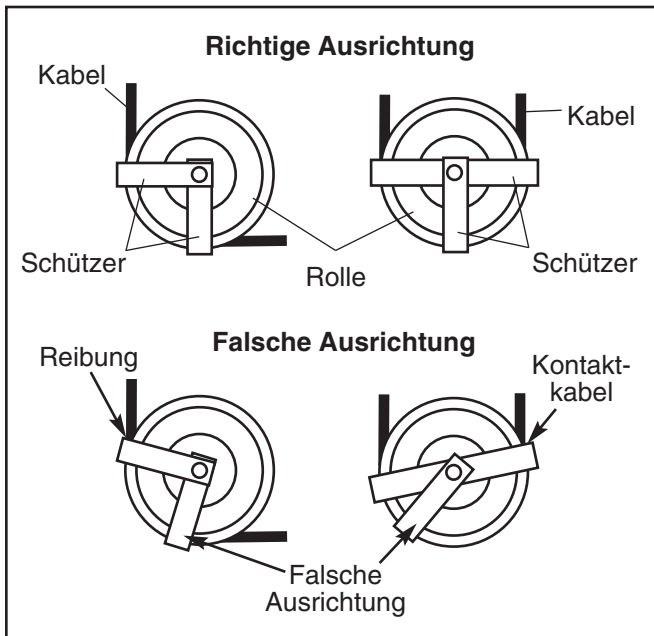 Richtige Ausrichtung
Kabel
Kabel
Schützer
Rolle
Schützer
Falsche Ausrichtung
Reibung
Kontakt-
kabel
Falsche
Ausrichtung